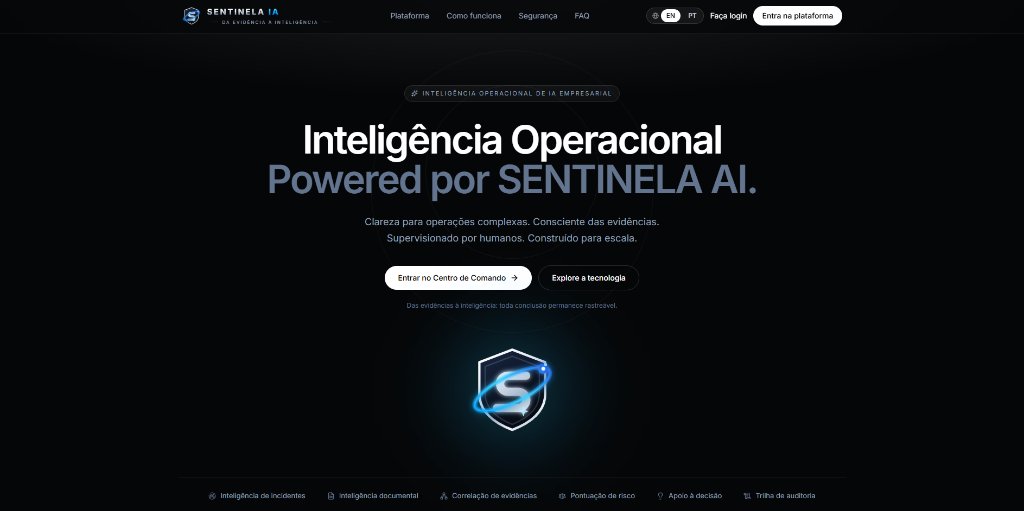 SENTINELA IA
DA EVIDÊNCIA À INTELIGÊNCIA
Plataforma
Como funciona
Segurança
FAQ
EN
PT
Faça login
Entra na plataforma
INTELIGÊNCIA OPERACIONAL DE IA EMPRESARIAL
Inteligência Operacional
Powered por SENTINELA AI.
Clareza para operações complexas. Consciente das evidências.
Supervisionado por humanos. Construído para escala.
Entrar no Centro de Comando
Explore a tecnologia
Das evidências à inteligência: toda conclusão permanece rastreável.
S
Inteligência de incidentes
Inteligência documental
Correlação de evidências
Pontuação de risco
Apoio à decisão
Trilha de auditoria